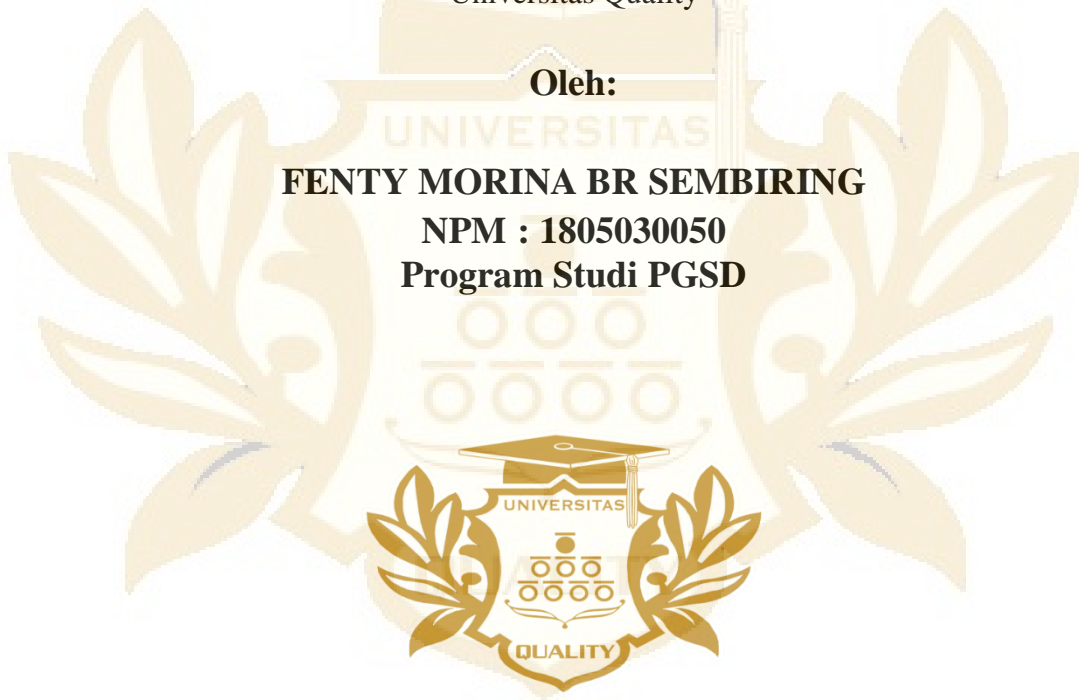 Universitas Quality
Oleh:
UNIVERSITAS
FENTY MORINA BR SEMBIRING
NPM : 1805030050
Program Studi PGSD
UNIVERSITAS
QUALITY